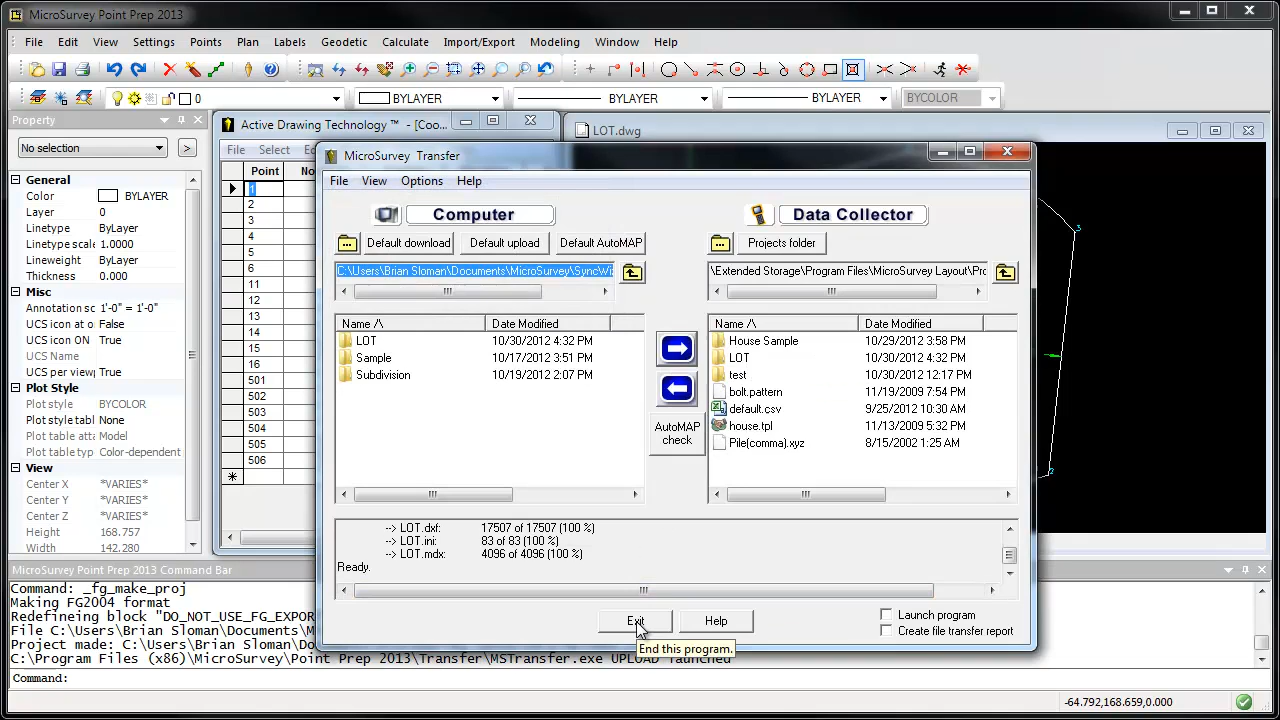 MicroSurvey Point Prep 2013
File Edit View Settings Points Plan Labels Geodetic Calculate Import/Export Modeling Window Help
0 BYLAYER BYLAYER BYLAYER BYCOLOR
Property
No selection >
General
Color BYLAYER
Layer 0
Linetype BYLAYER
Linetype scale 1.0000
Lineweight BYLAYER
Thickness 0.000
Misc
Annotation sc 1'-0" = 1'-0"
UCS icon at o False
UCS icon ON True
UCS Name
UCS per view True
Plot Style
Plot style BYCOLOR
Plot style table None
Plot table att Model
Plot table type Color-dependent
View
Center X *VARIES*
Center Y *VARIES*
Center Z *VARIES*
Height 168.757
Width 142.280
Active Drawing Technology ™ - [Coo...
File Select
Point No
1
2
3
4
5
6
11
12
13
14
15
16
501
502
503
504
505
506
LOT.dwg
3
2
MicroSurvey Transfer
File View Options Help
Computer
Default download Default upload Default AutoMAP
C:\Users\Brian Sloman\Documents\MicroSurvey\SyncWi
Name /\ Date Modified
LOT 10/30/2012 4:32 PM
Sample 10/17/2012 3:51 PM
Subdivision 10/19/2012 2:07 PM
AutoMAP
check
Data Collector
Projects folder
\Extended Storage\Program Files\MicroSurvey Layout\Pro
Name /\ Date Modified
House Sample 10/29/2012 3:58 PM
LOT 10/30/2012 4:32 PM
test 10/30/2012 12:17 PM
bolt.pattern 11/19/2009 7:54 PM
default.csv 9/25/2012 10:30 AM
house.tpl 11/13/2009 5:32 PM
Pile(comma).xyz 8/15/2002 1:25 AM
--> LOT.dxf: 17507 of 17507 (100 %)
--> LOT.ini: 83 of 83 (100 %)
--> LOT.mdx: 4096 of 4096 (100 %)
Ready.
Exit Help
Launch program
Create file transfer report
End this program.
MicroSurvey Point Prep 2013 Command Bar
Command: _fg_make_proj
Making FG2004 format
Redefineing block "DO_NOT_USE_FG_EXPOR
File C:\Users\Brian Sloman\Documents\M
Project made: C:\Users\Brian Sloman\Do
C:\Program Files (x86)\MicroSurvey\Point Prep 2013\Transfer\MSTransfer.exe UPLOAD launched
Command:
-64.792,168.659,0.000